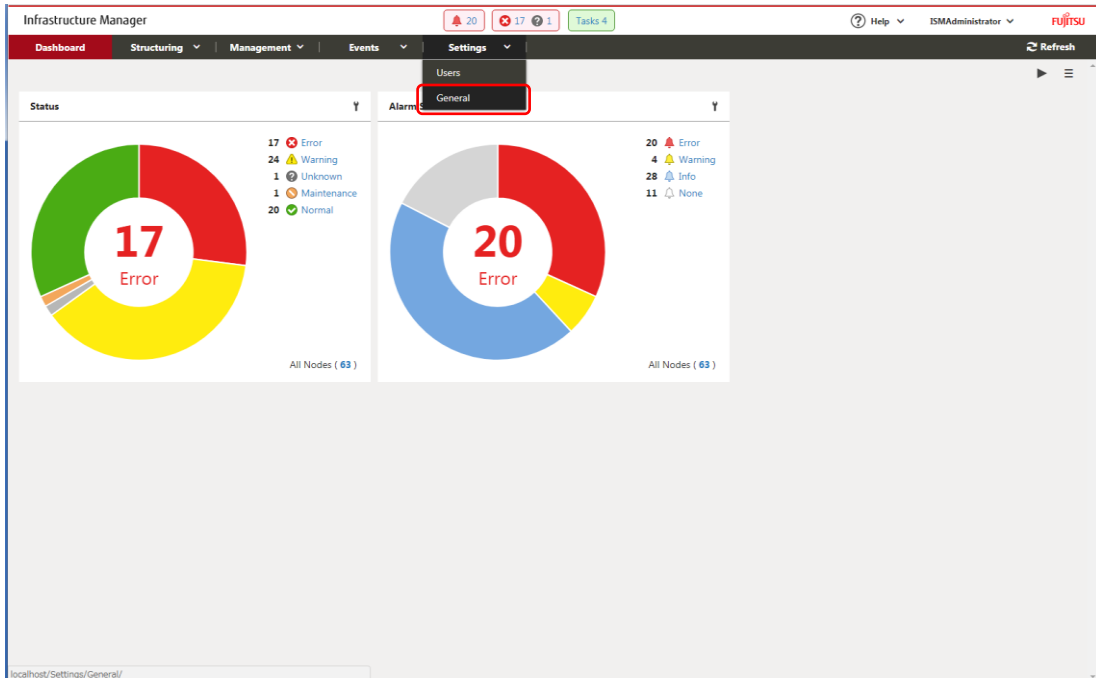 Infrastructure Manager
20
17 1
Tasks 4
Help
ISMAdministrator
FUJITSU
Dashboard
Structuring
Management
Events
Settings
Refresh
Users
General
Status
17 Error
24 Warning
1 Unknown
1 Maintenance
20 Normal
17
Error
All Nodes ( 63 )
Alarm S
20 Error
4 Warning
28 Info
11 None
20
Error
All Nodes ( 63 )
localhost/Settings/General/